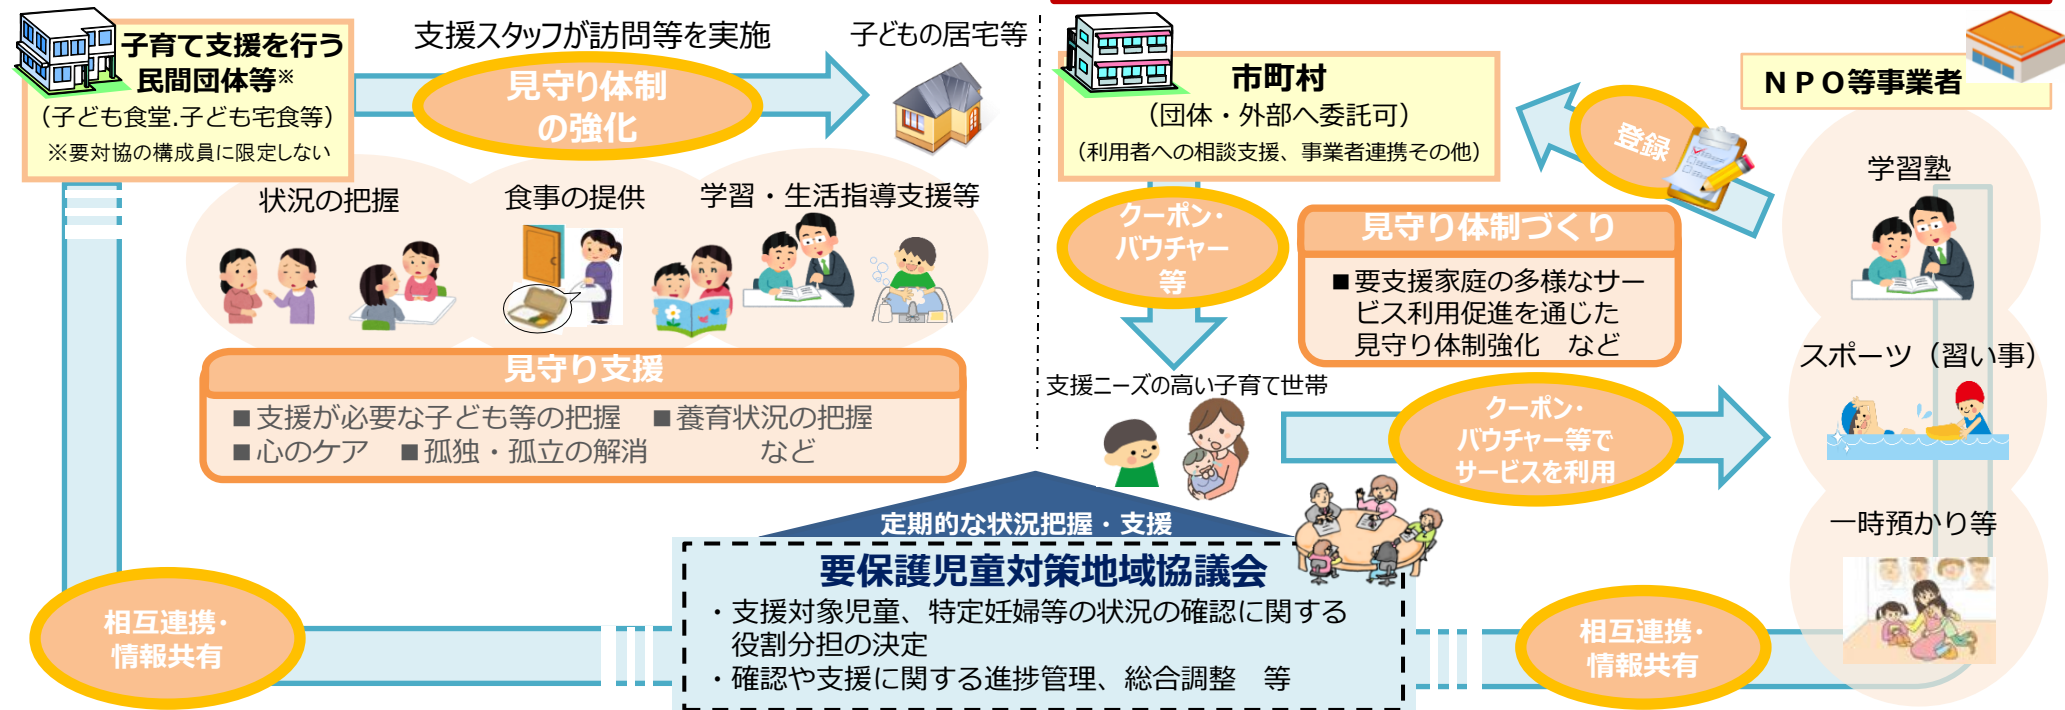 子育て支援を行う
民間団体等※
（子ども食堂.子ども宅食等）
※要対協の構成員に限定しない
支援スタッフが訪問等を実施
見守り体制
の強化
子どもの居宅等
状況の把握
食事の提供
学習・生活指導支援等
見守り支援
■支援が必要な子ども等の把握　■養育状況の把握
■心のケア　■孤独・孤立の解消　　　　など
市町村
（団体・外部へ委託可）
（利用者への相談支援、事業者連携その他）
登録
ＮＰＯ等事業者
クーポン・
バウチャー
等
見守り体制づくり
■要支援家庭の多様なサー
ビス利用促進を通じた
見守り体制強化　など
学習塾
スポーツ（習い事）
一時預かり等
支援ニーズの高い子育て世帯
クーポン・
バウチャー等で
サービスを利用
定期的な状況把握・支援
要保護児童対策地域協議会
・支援対象児童、特定妊婦等の状況の確認に関する
役割分担の決定
・確認や支援に関する進捗管理、総合調整　等
相互連携・
情報共有
相互連携・
情報共有